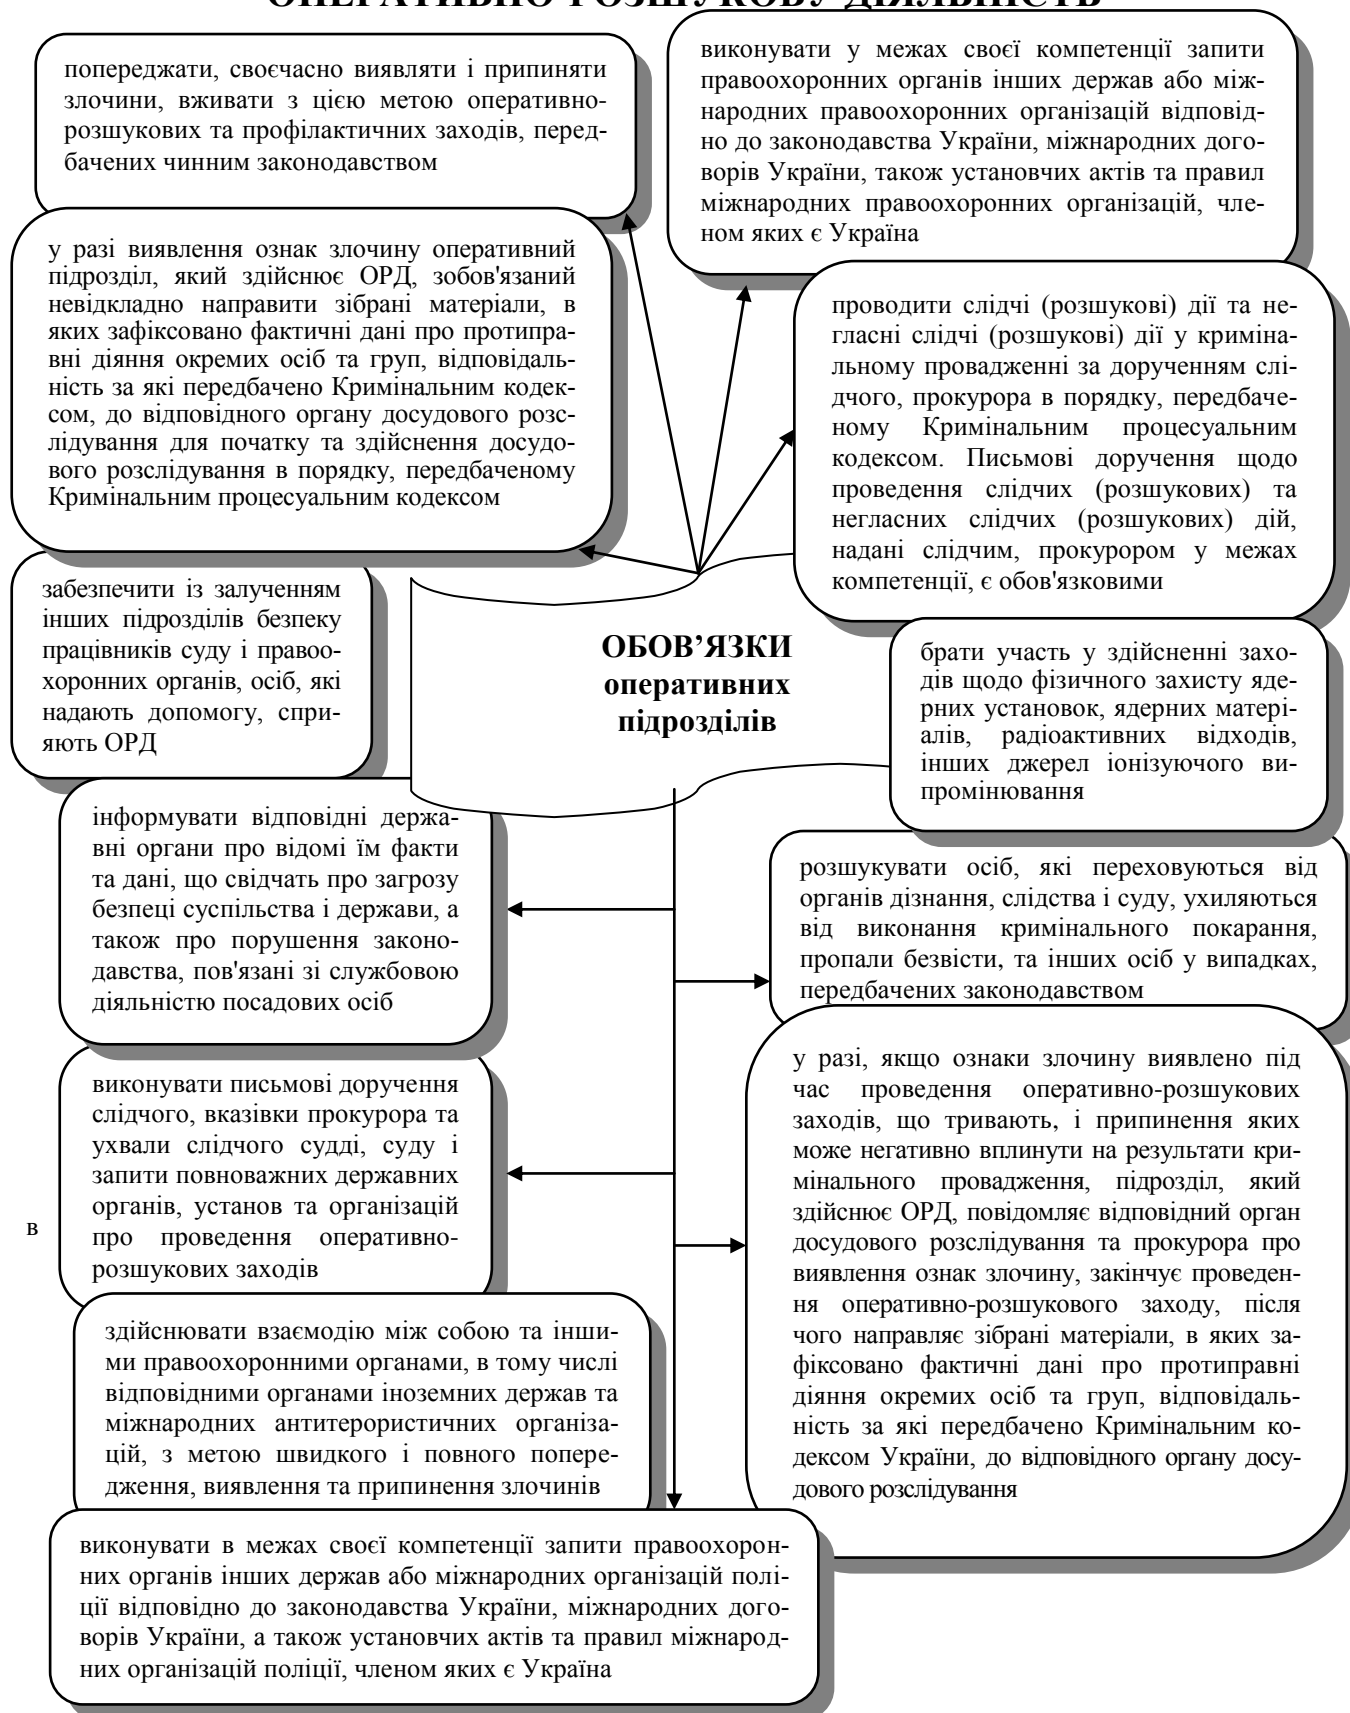 ОПЕРАТИВНО-РОЗШУКОВУ ДІЯЛЬНІСТЬ
попереджати, своєчасно виявляти і припиняти
злочини, вживати з цією метою оперативно-
розшукових та профілактичних заходів, перед-
бачених чинним законодавством
виконувати у межах своєї компетенції запити
правоохоронних органів інших держав або між-
народних правоохоронних організацій відповід-
но до законодавства України, міжнародних дого-
ворів України, також установчих актів та правил
міжнародних правоохоронних організацій, чле-
ном яких є Україна
у разі виявлення ознак злочину оперативний
підрозділ, який здійснює ОРД, зобов'язаний
невідкладно направити зібрані матеріали, в
яких зафіксовано фактичні дані про протипра-
вні діяння окремих осіб та груп, відповідаль-
ність за які передбачено Кримінальним кодек-
сом, до відповідного органу досудового розс-
лідування для початку та здійснення досудо-
вого розслідування в порядку, передбаченому
Кримінальним процесуальним кодексом
проводити слідчі (розшукові) дії та не-
гласні слідчі (розшукові) дії у криміна-
льному провадженні за дорученням слі-
дчого, прокурора в порядку, передбаче-
ному Кримінальним процесуальним
кодексом. Письмові доручення щодо
проведення слідчих (розшукових) та
негласних слідчих (розшукових) дій,
надані слідчим, прокурором у межах
компетенції, є обов'язковими
забезпечити із залученням
інших підрозділів безпеку
працівників суду і правоо-
хоронних органів, осіб, які
надають допомогу, спри-
яють ОРД
ОБОВ’ЯЗКИ
оперативних
підрозділів
брати участь у здійсненні захо-
дів щодо фізичного захисту яде-
рних установок, ядерних матері-
алів, радіоактивних відходів,
інших джерел іонізуючого ви-
промінювання
інформувати відповідні держа-
вні органи про відомі їм факти
та дані, що свідчать про загрозу
безпеці суспільства і держави, а
також про порушення законо-
давства, пов'язані зі службовою
діяльністю посадових осіб
розшукувати осіб, які переховуються від
органів дізнання, слідства і суду, ухиляються
від виконання кримінального покарання,
пропали безвісти, та інших осіб у випадках,
передбачених законодавством
виконувати письмові доручення
слідчого, вказівки прокурора та
ухвали слідчого судді, суду і
запити повноважних державних
органів, установ та організацій
про проведення оперативно-
розшукових заходів
в
у разі, якщо ознаки злочину виявлено під
час проведення оперативно-розшукових
заходів, що тривають, і припинення яких
може негативно вплинути на результати кри-
мінального провадження, підрозділ, який
здійснює ОРД, повідомляє відповідний орган
досудового розслідування та прокурора про
виявлення ознак злочину, закінчує проведен-
ня оперативно-розшукового заходу, після
чого направляє зібрані матеріали, в яких за-
фіксовано фактичні дані про протиправні
діяння окремих осіб та груп, відповідаль-
ність за які передбачено Кримінальним ко-
дексом України, до відповідного органу досу-
дового розслідування
здійснювати взаємодію між собою та інши-
ми правоохоронними органами, в тому числі
відповідними органами іноземних держав та
міжнародних антитерористичних організа-
цій, з метою швидкого і повного попере-
дження, виявлення та припинення злочинів
виконувати в межах своєї компетенції запити правоохорон-
них органів інших держав або міжнародних організацій полі-
ції відповідно до законодавства України, міжнародних дого-
ворів України, а також установчих актів та правил міжнарод-
них організацій поліції, членом яких є Україна